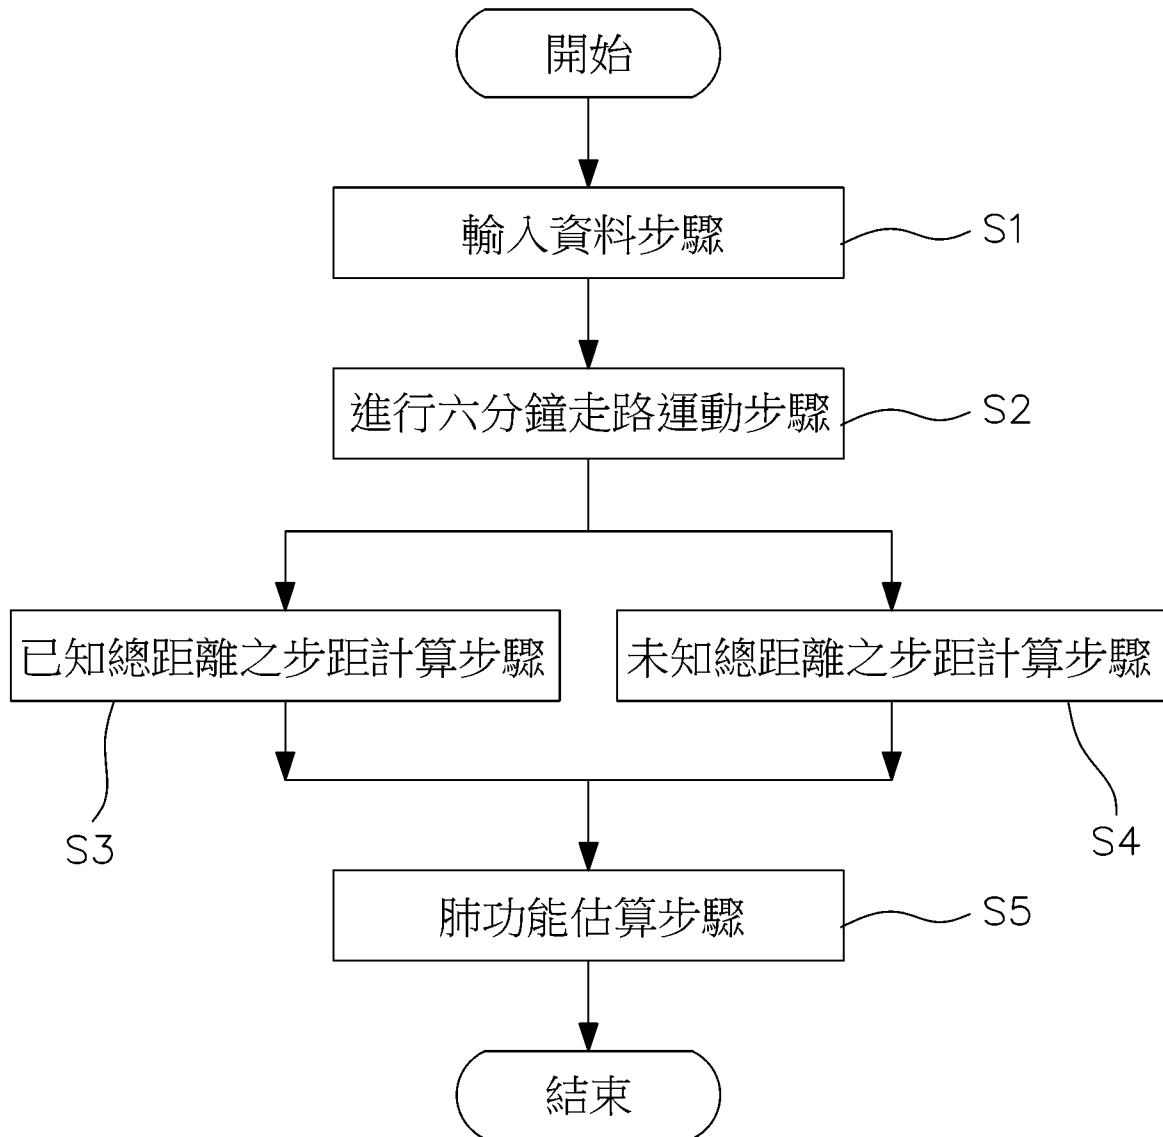 開始
輸入資料步驟
S1
進行六分鐘走路運動步驟
S2
已知總距離之步距計算步驟
未知總距離之步距計算步驟
S3
S4
肺功能估算步驟
S5
結束